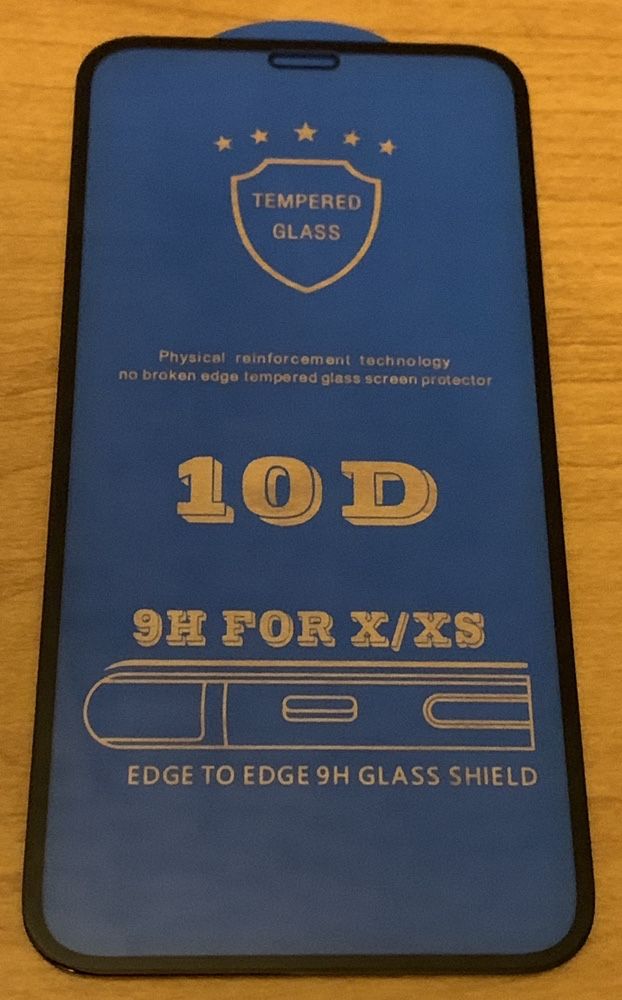 TEMPERED
GLASS
Physical reinforcement technology
no broken edge tempered glass screen protector
10D
9H FOR X/XS
EDGE TO EDGE 9H GLASS SHIELD